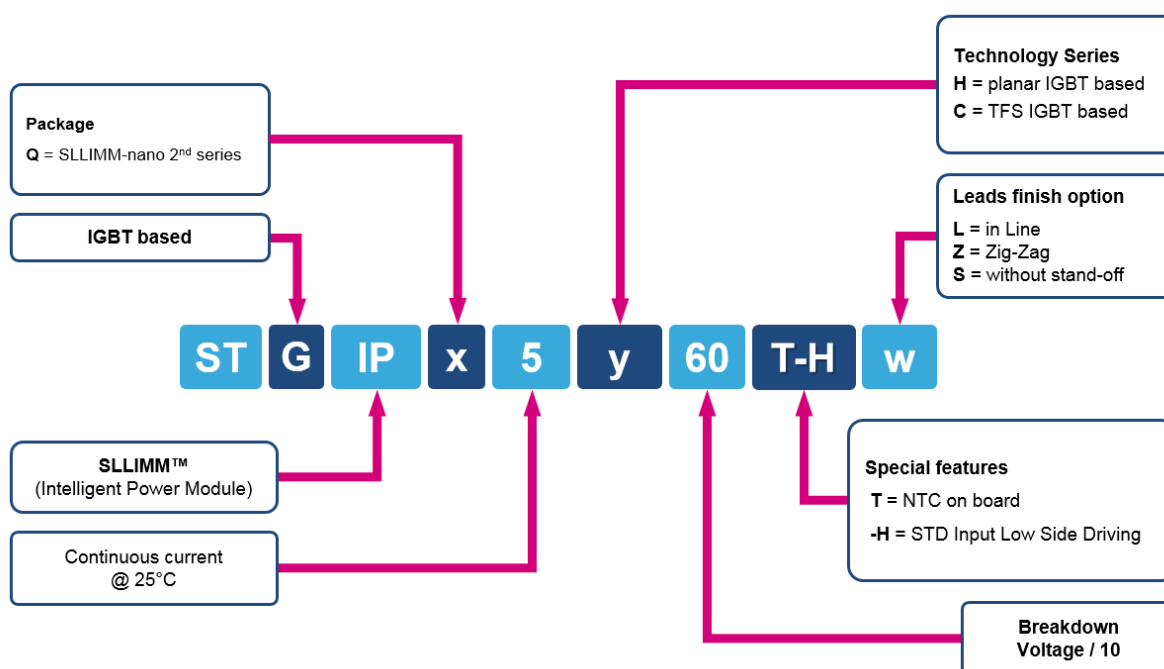 Technology Series
H = planar IGBT based
C = TFS IGBT based
Package
Q = SLLIMM-nano 2nd series
Leads finish option
L = in Line
Z = Zig-Zag
S = without stand-off
IGBT based
ST G IP x 5 y 60 T-H w
SLLIMM™
(Intelligent Power Module)
Special features
T = NTC on board
-H = STD Input Low Side Driving
Continuous current
@ 25°C
Breakdown
Voltage / 10